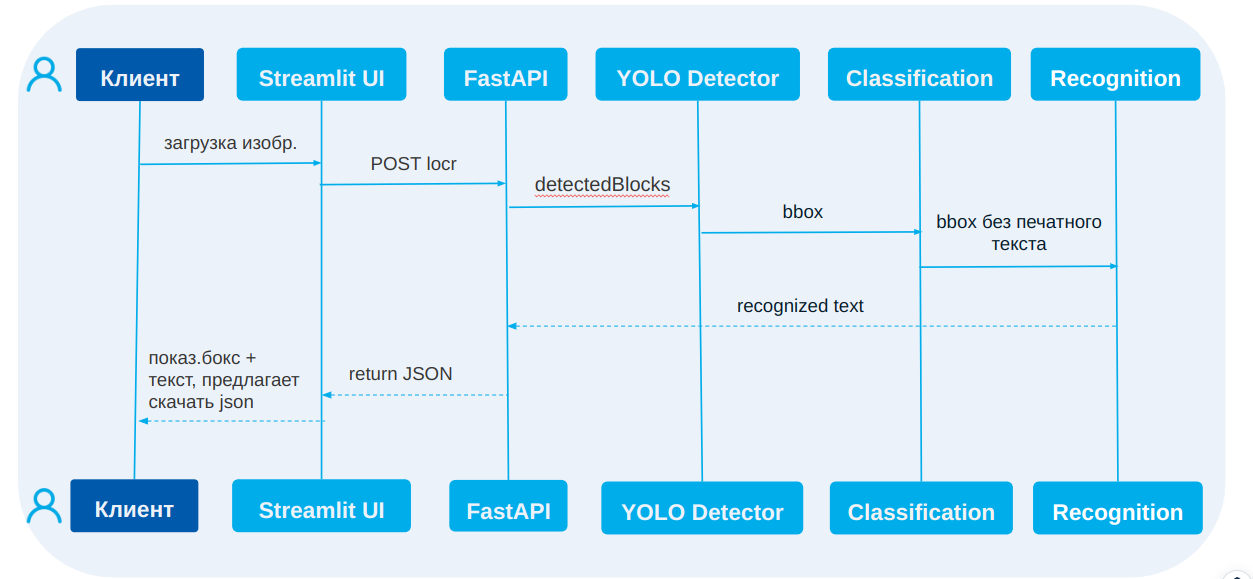 Клиент
Streamlit UI
FastAPI
YOLO Detector
Classification
Recognition
загрузка изобр.
POST locr
detectedBlocks
bbox
bbox без печатного
текста
recognized text
показ.бокс +
текст, предлагает
скачать json
return JSON
Клиент
Streamlit UI
FastAPI
YOLO Detector
Classification
Recognition